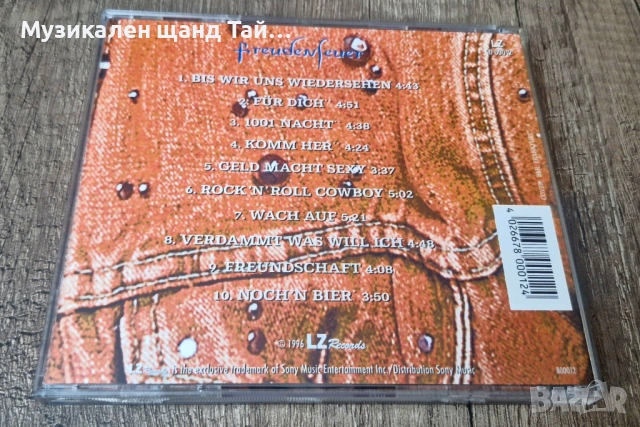 Музикален щанд Тай...
Freudenfeuer
LZ
1. BIS WIR UNS WIEDERSEHEN 4:43
2. FÜR DICH 4:51
3. 1001 NACHT 4:38
4. KOMM HER 4:24
5. GELD MACHT SEXY 3:37
6. ROCK'N'ROLL COWBOY 5:02
7. WACH AUF 5:21
8. VERDAMMT WAS WILL ICH 4:48
9. FREUNDSCHAFT 4:08
10. NOCH'N BIER 3:50
4 026678 000124
© 1996 LZ Records
LZ is the exclusive trademark of Sony Music Entertainment Inc./Distribution Sony Music